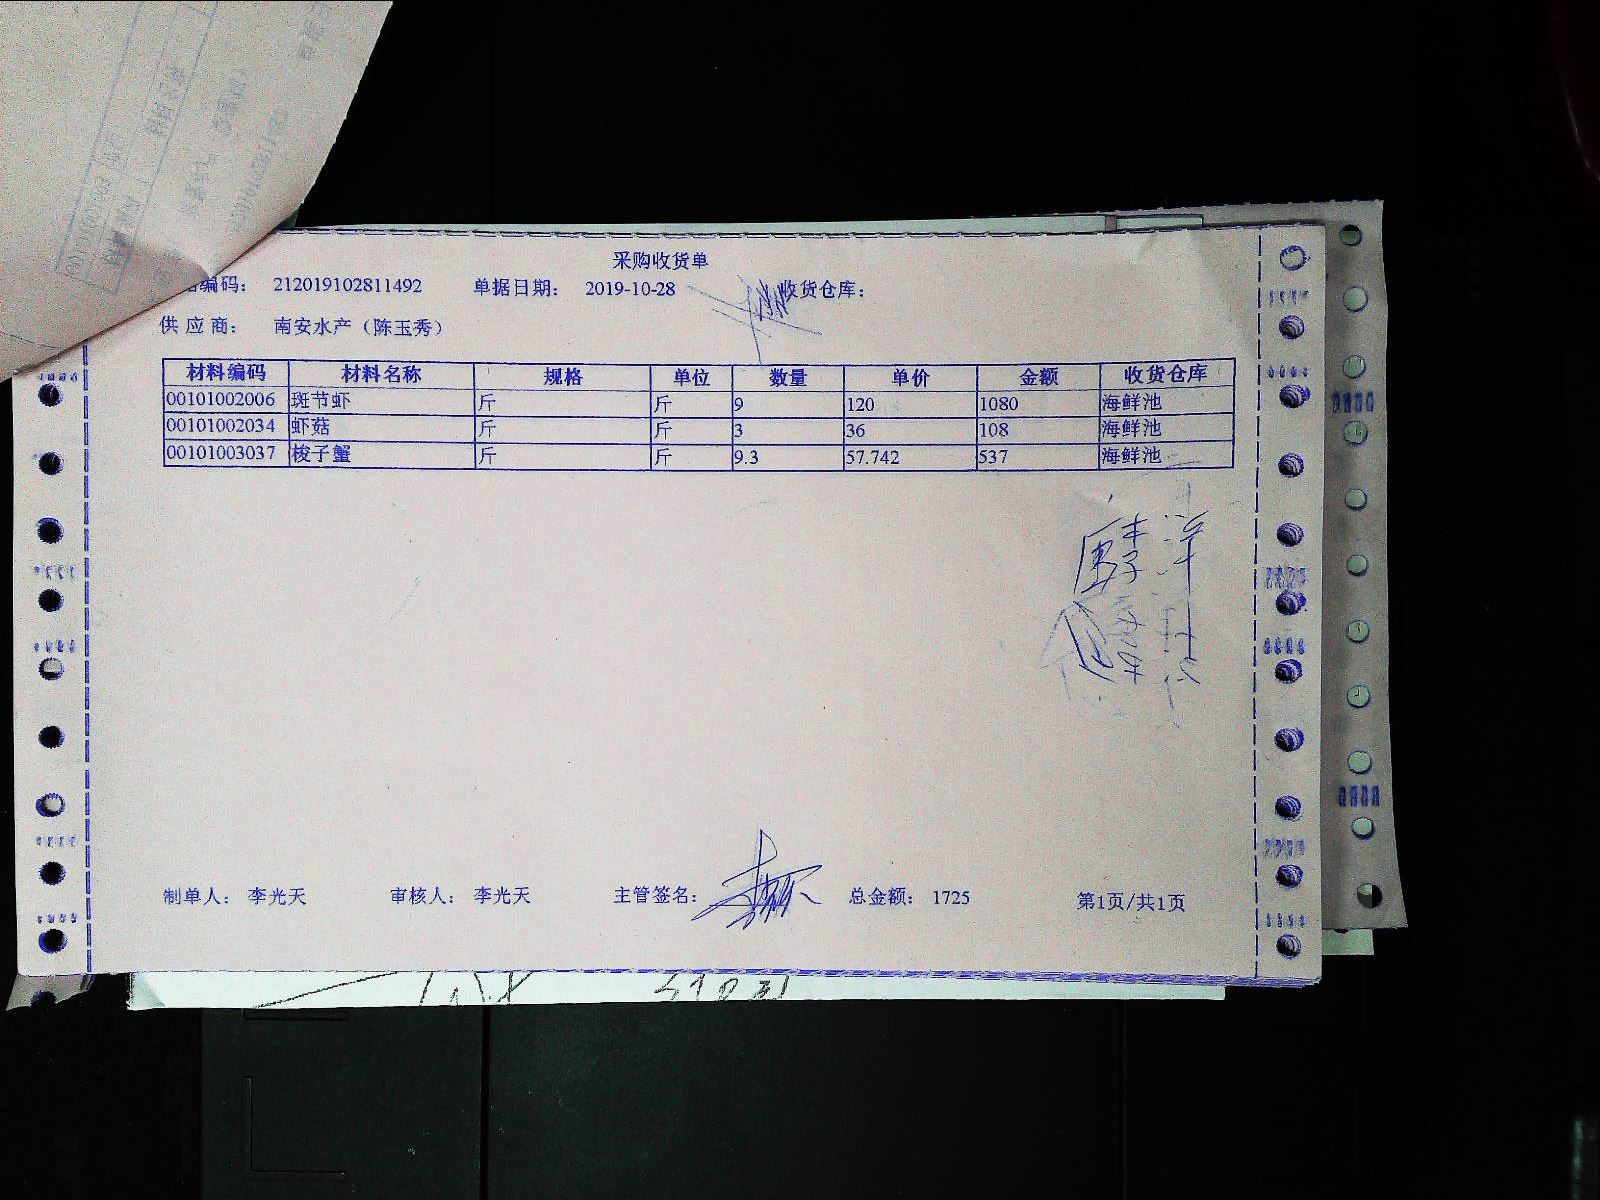 采购收货单
编码： 212019102811492 单据日期： 2019-10-28 收货仓库：
供应商： 南安水产（陈玉秀）
材料编码 材料名称 规格 单位 数量 单价 金额 收货仓库
00101002006 斑节虾 斤 斤 9 120 1080 海鲜池
00101002034 虾菇 斤 斤 3 36 108 海鲜池
00101003037 梭子蟹 斤 斤 9.3 57.742 537 海鲜池
制单人： 李光天 审核人： 李光天 主管签名： 总金额： 1725 第1页/共1页